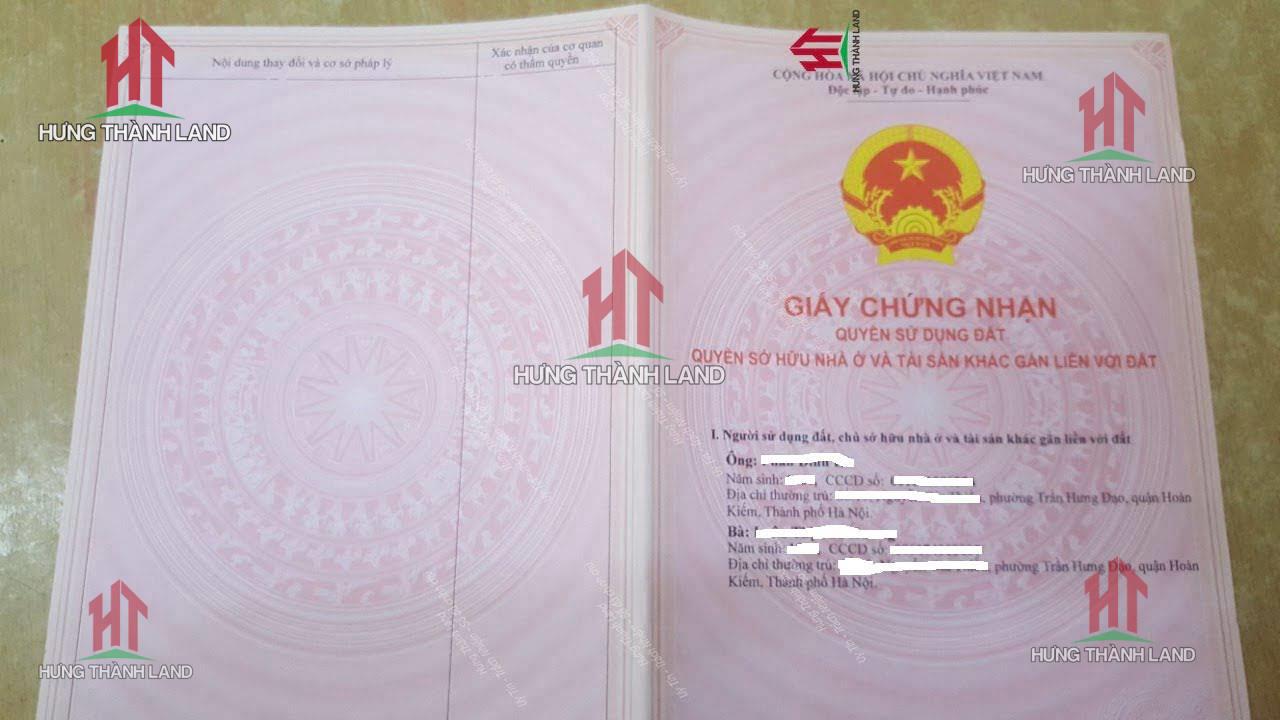 Nội dung thay đổi và cơ sở pháp lý
Xác nhận của cơ quan
có thẩm quyền
HƯNG THÀNH LAND
HƯNG THÀNH LAND
CỘNG HÒA HỘI CHỦ NGHĨA VIỆT NAM
Độc - Tự do - Hạnh phúc
HƯNG THÀNH LAND
GIẤY CHỨNG NHẬN
QUYỀN SỬ DỤNG ĐẤT
QUYỀN SỞ HỮU NHÀ Ở VÀ TÀI SẢN KHÁC GẮN LIỀN VỚI ĐẤT
HƯNG THÀNH LAND
I. Người sử dụng đất, chủ sở hữu nhà ở và tài sản khác gắn liền với đất
Ông:
Năm sinh: CCCD số:
Địa chỉ thường trú: , phường Trần Hưng Đạo, quận Hoàn
Kiếm, Thành phố Hà Nội.
Bà:
Năm sinh: CCCD số:
Địa chỉ thường trú: phường Trần Hưng Đạo, quận Hoàn
Kiếm, Thành phố Hà Nội.
HƯNG THÀNH LAND
HƯNG THÀNH LAND